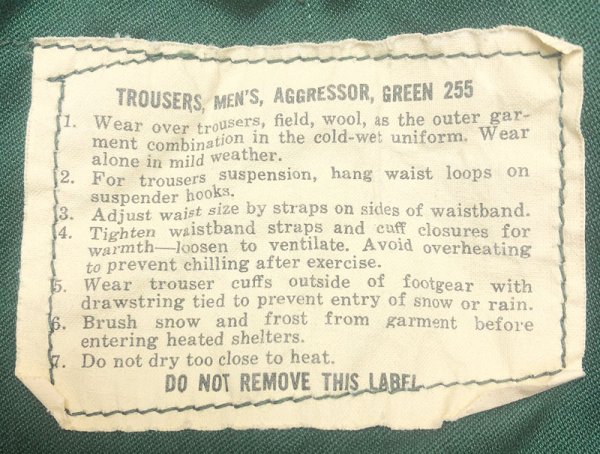 TROUSERS, MEN'S, AGGRESSOR, GREEN 255
1. Wear over trousers, field, wool, as the outer gar-
ment combination in the cold-wet uniform. Wear
alone in mild weather.
2. For trousers suspension, hang waist loops on
suspender hooks.
3. Adjust waist size by straps on sides of waistband.
4. Tighten waistband straps and cuff closures for
warmth—loosen to ventilate. Avoid overheating
to prevent chilling after exercise.
5. Wear trouser cuffs outside of footgear with
drawstring tied to prevent entry of snow or rain.
6. Brush snow and frost from garment before
entering heated shelters.
7. Do not dry too close to heat.
DO NOT REMOVE THIS LABEL